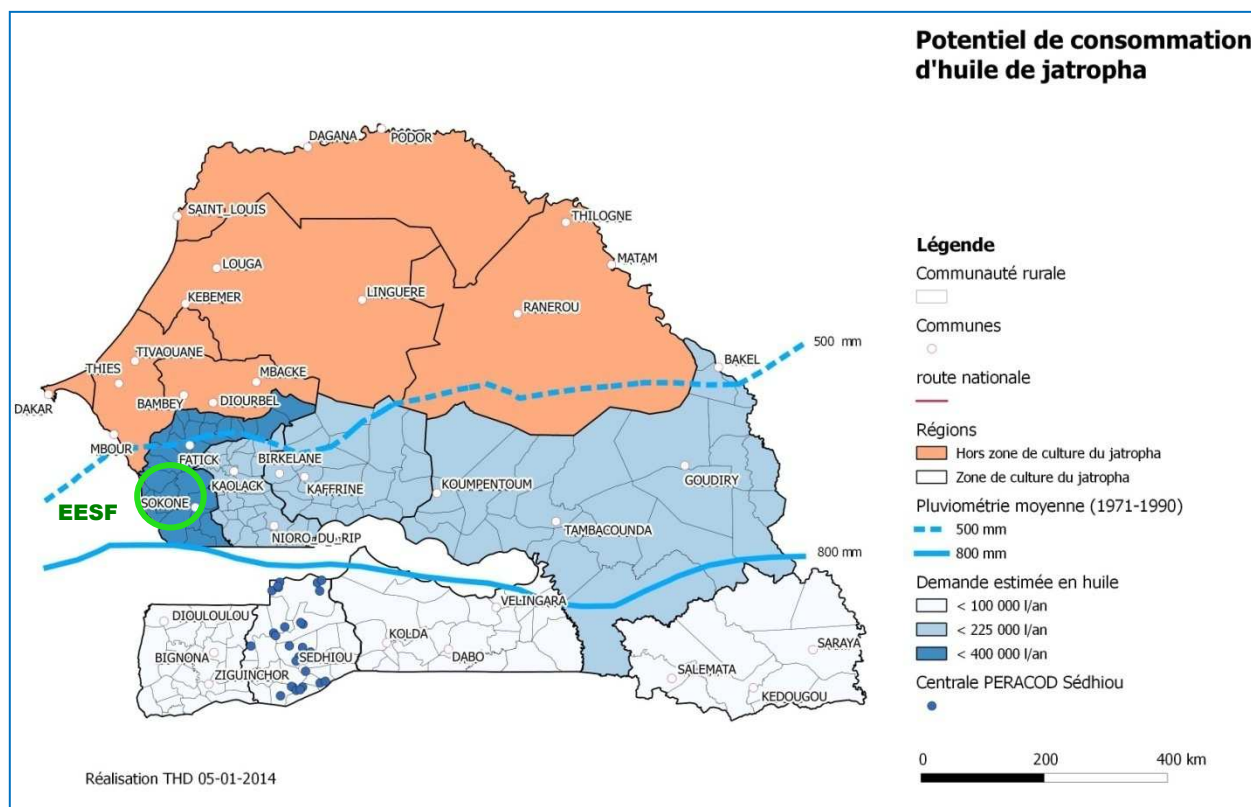 Potentiel de consommation
d'huile de jatropha
DAGANA
PODOR
SAINT_LOUIS
THILOGNE
LOUGA
MATAM
KEBEMER
LINGUERE
RANEROU
TIVAOUANE
500 mm
BAKEL
THIES
MBACKE
DAKAR
BAMBEY
DIOURBEL
MBOUR
FATICK
BIRKELANE
KAOLACK
KAFFRINE
KOUMPENTOUM
GOUDIRY
SOKONE
EESF
NIORO_DU_RIP
TAMBACOUNDA
800 mm
VELINGARA
DIOULOULOU
KOLDA
SARAYA
BIGNONA
SEDHIOU
DABO
ZIGUINCHOR
SALEMATA
KEDOUGOU
Légende
Communauté rurale
Communes
route nationale
Régions
Hors zone de culture du jatropha
Zone de culture du jatropha
Pluviométrie moyenne (1971-1990)
500 mm
800 mm
Demande estimée en huile
< 100 000 l/an
< 225 000 l/an
< 400 000 l/an
Centrale PERACOD Sédhiou
0 200 400 km
Réalisation THD 05-01-2014